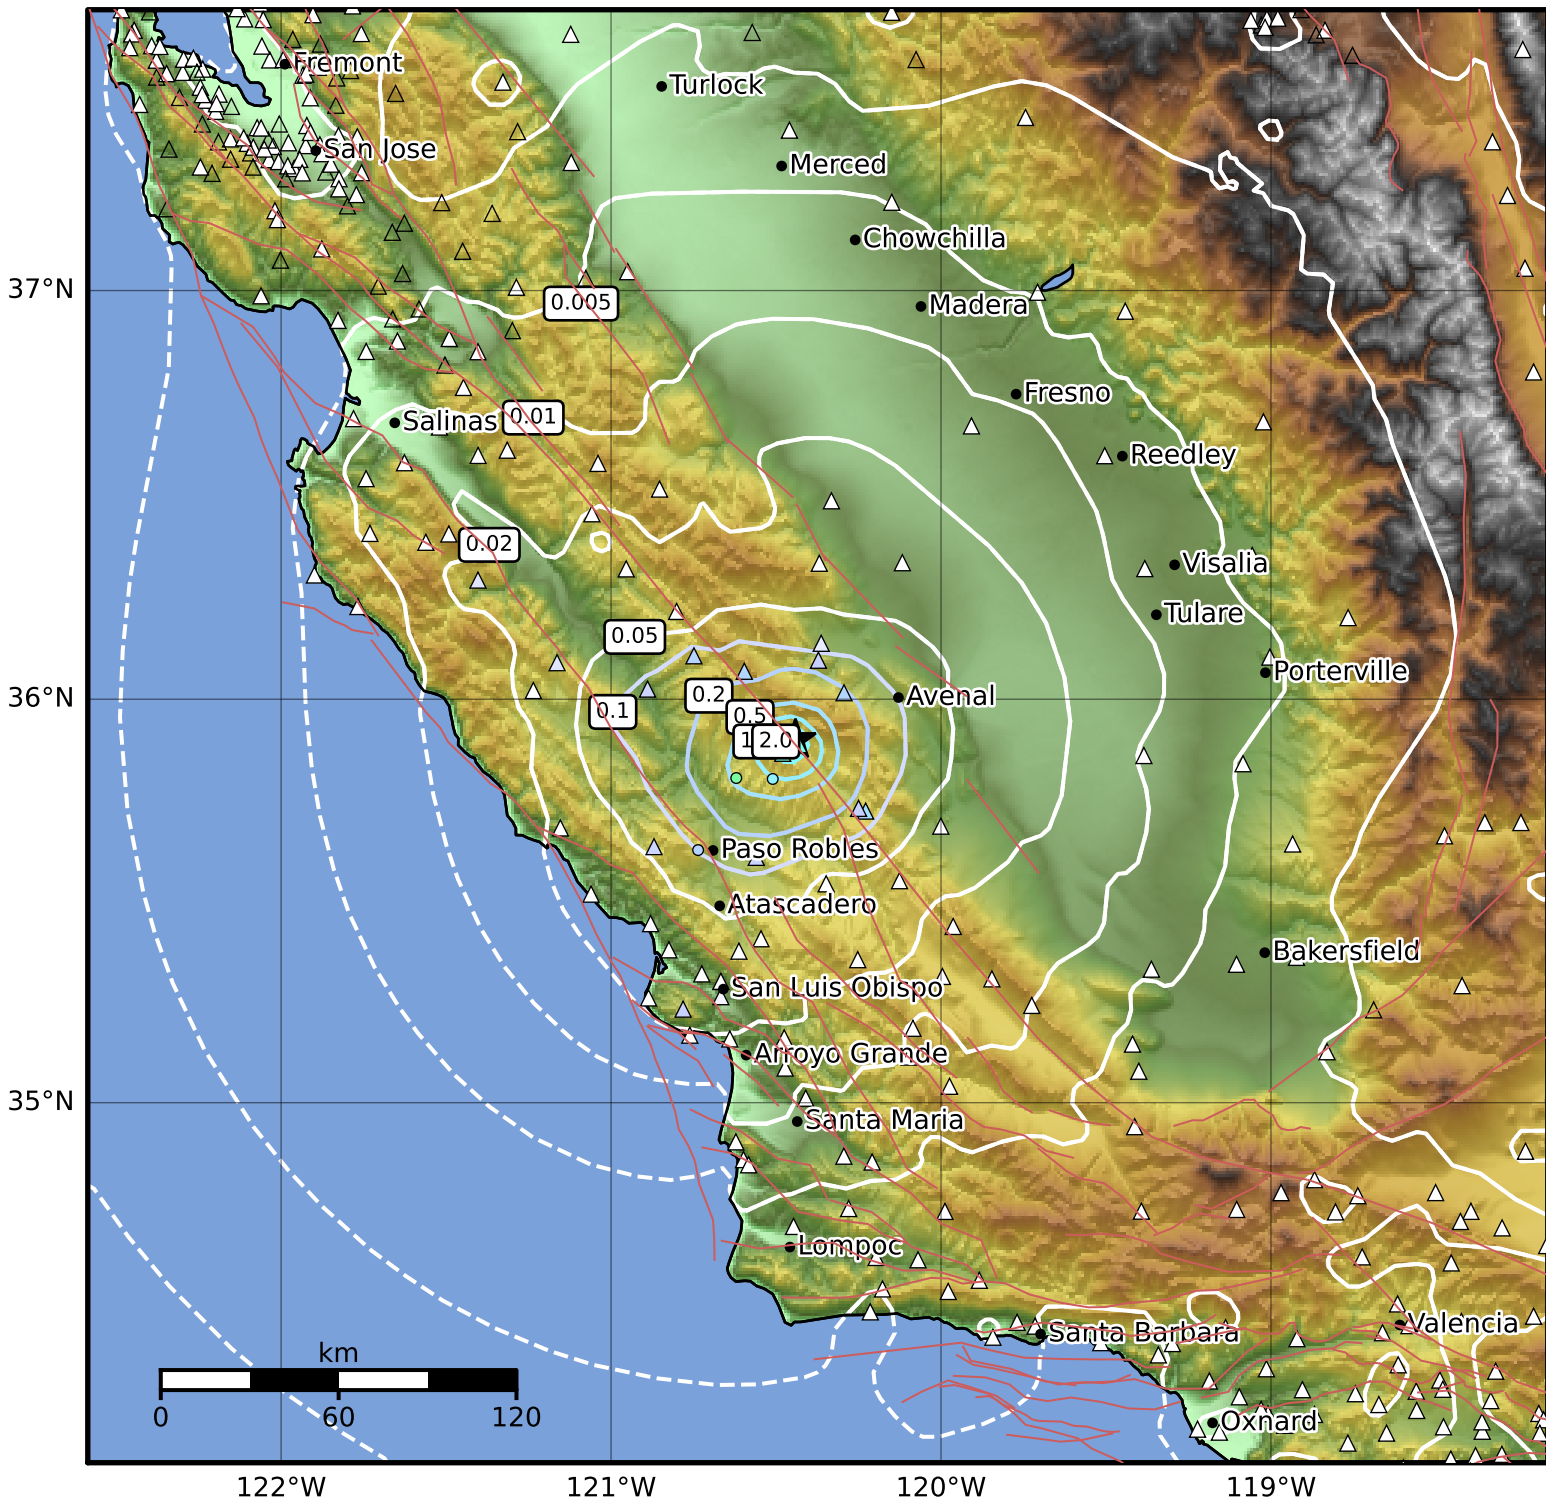 Fremont
Turlock
San Jose
Merced
Chowchilla
37°N
0.005
Madera
Fresno
Salinas
0.01
Reedley
0.02
Visalia
Tulare
0.05
Porterville
36°N
0.2
Avenal
0.1
0.5
1
2.0
Paso Robles
Atascadero
Bakersfield
San Luis Obispo
Arroyo Grande
35°N
Santa Maria
Lompoc
Santa Barbara
Valencia
km
0
60
120
Oxnard
122°W
121°W
120°W
119°W